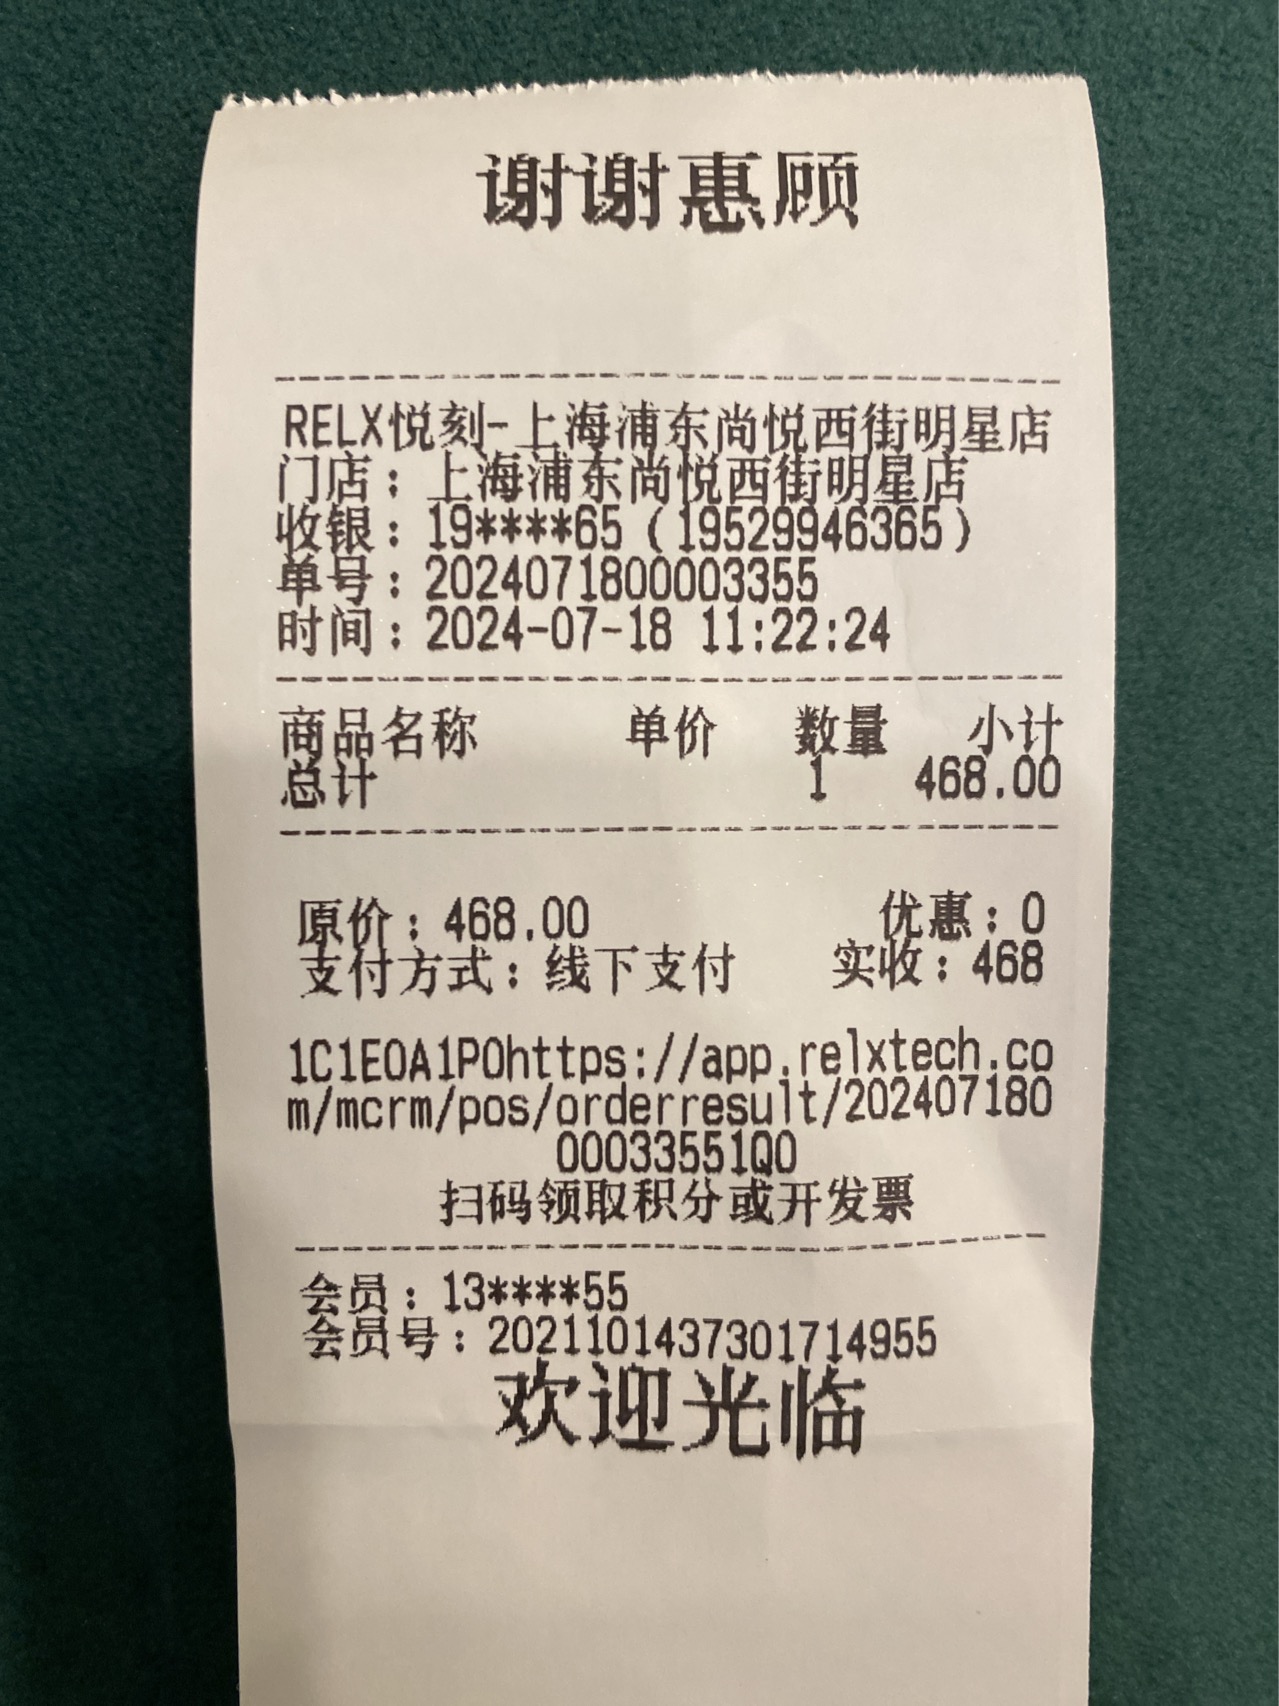 谢谢惠顾
RELX悦刻-上海浦东尚悦西街明星店
门店：上海浦东尚悦西街明星店
收银：19****65（19529946365）
单号：2024071800003355
时间：2024-07-18 11:22:24
商品名称 单价 数量 小计
总计 1 468.00
原价：468.00 优惠：0
支付方式：线下支付 实收：468
1C1E0A1P0https://app.relxtech.co
m/mcrm/pos/orderresult/202407180
00033551Q0
扫码领取积分或开发票
会员：13****55
会员号：2021101437301714955
欢迎光临